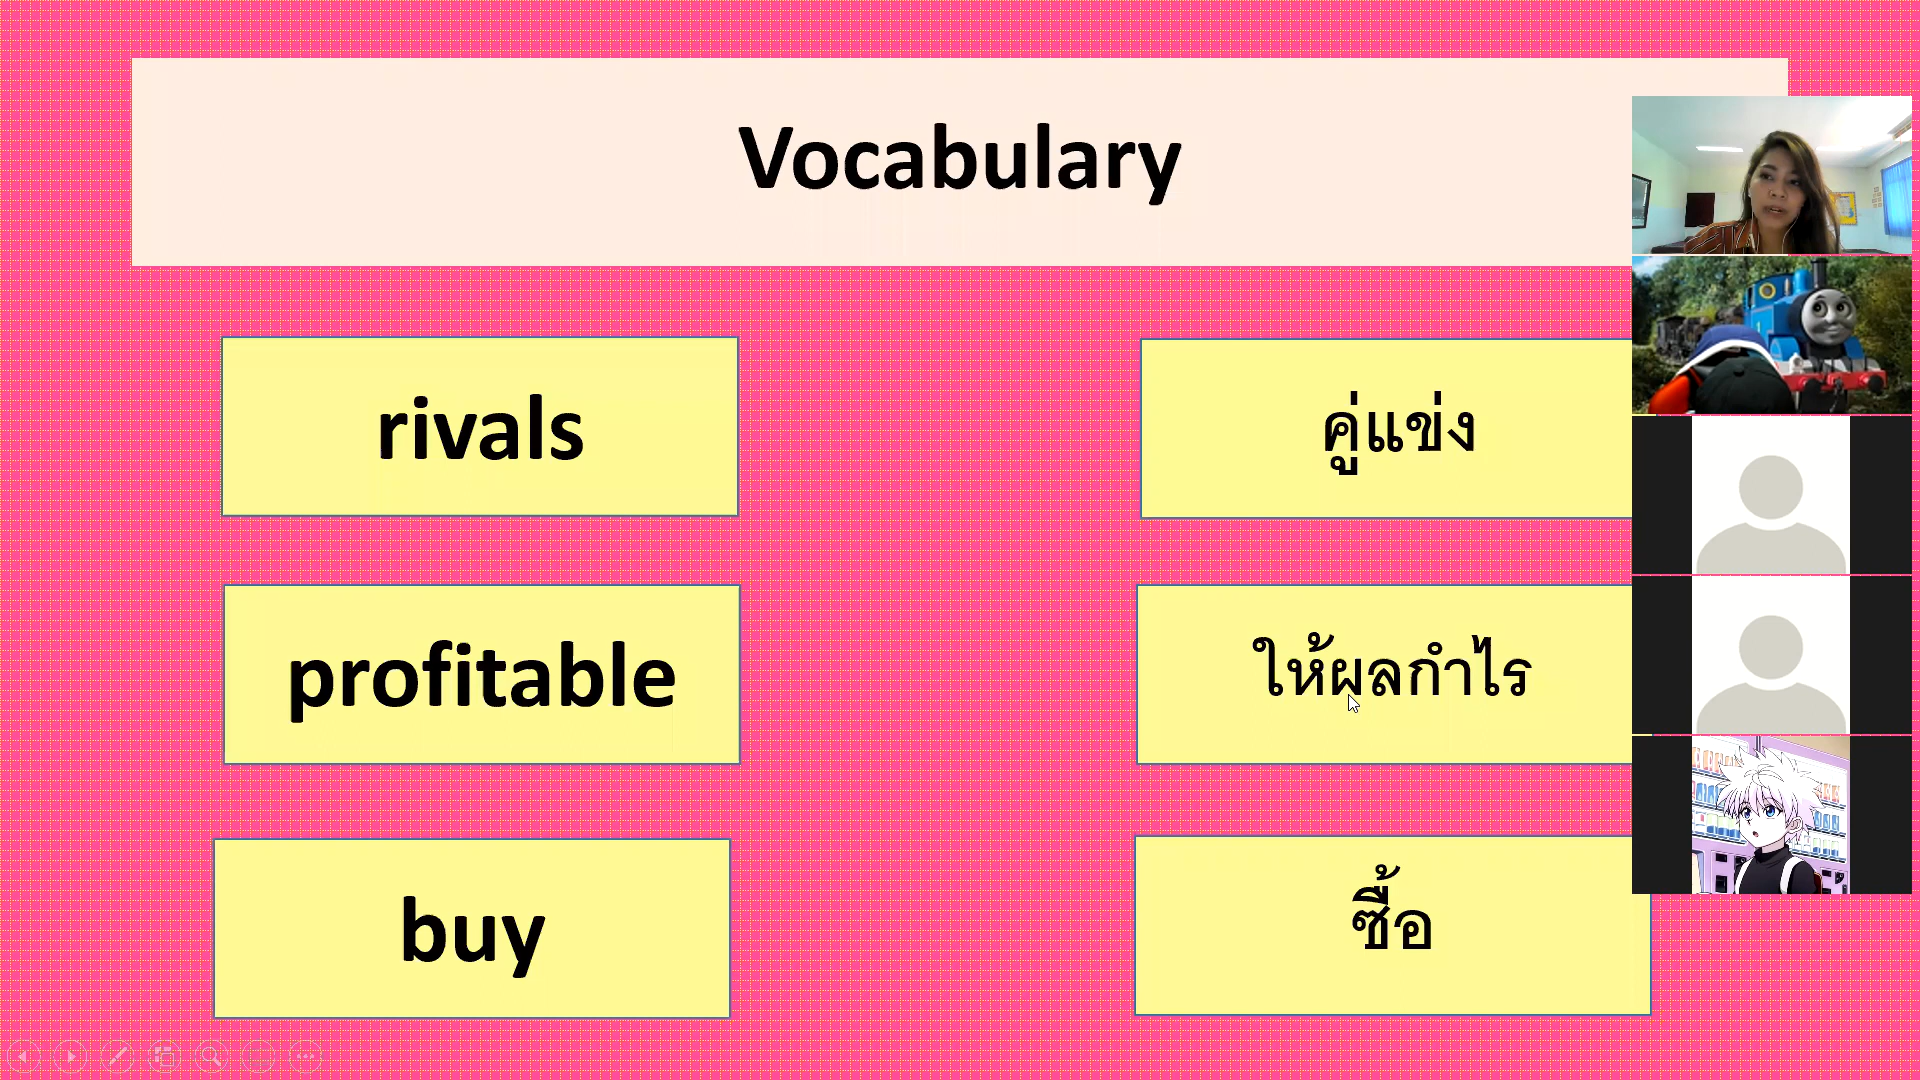 Vocabulary
rivals
คู่แข่ง
profitable
ให้ผลกำไร
buy
ซื้อ